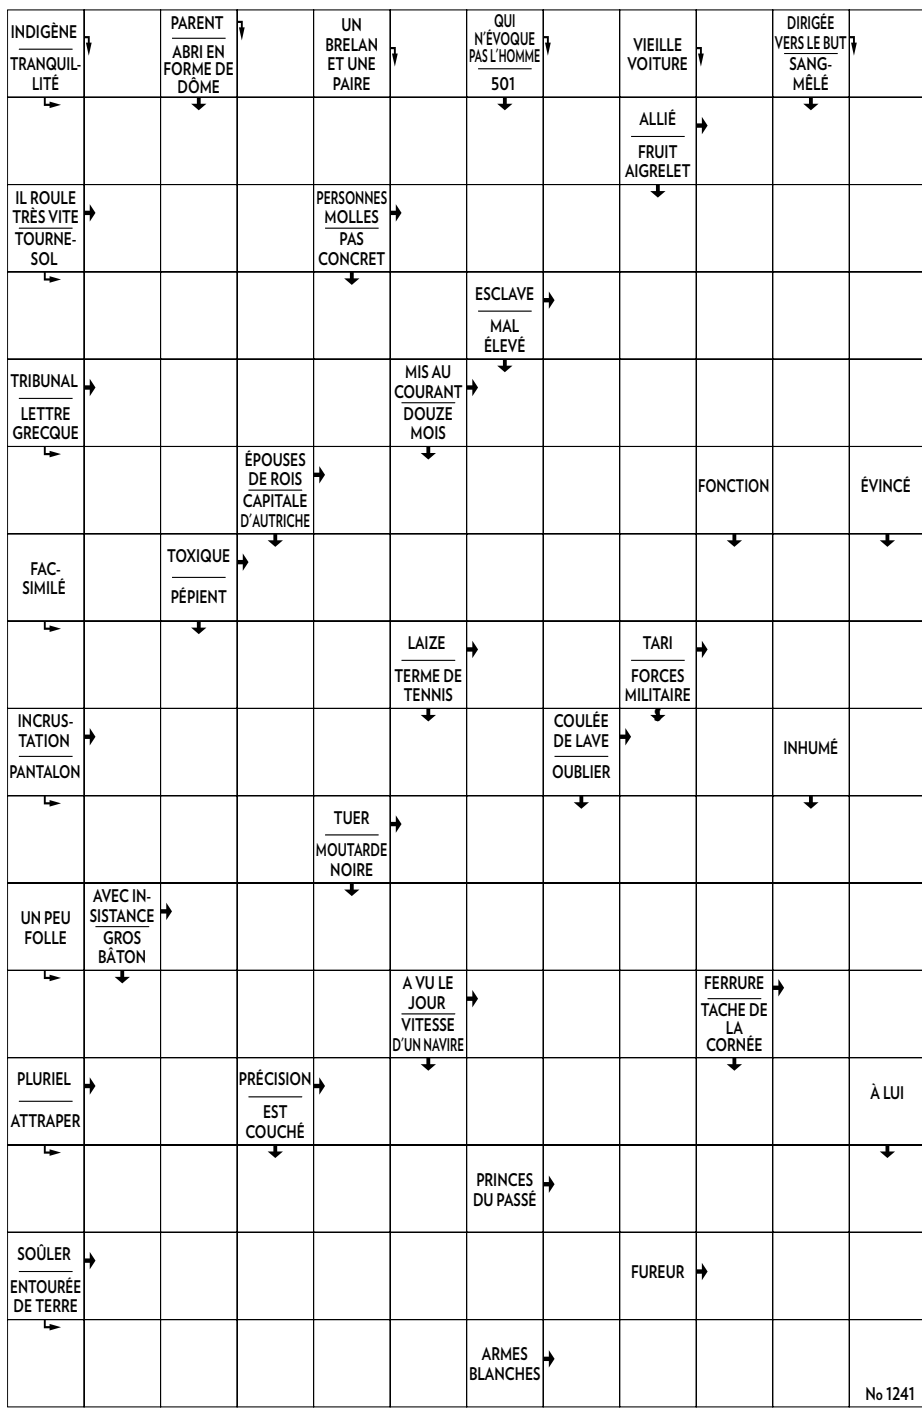 INDIGÈNE
TRANQUIL-
LITÉ
PARENT
ABRI EN
FORME DE
DÔME
UN
BRELAN
ET UNE
PAIRE
QUI
N'ÉVOQUE
PAS L'HOMME
501
VIEILLE
VOITURE
DIRIGÉE
VERS LE BUT
SANG-
MÊLÉ
ALLIÉ
FRUIT
AIGRELET
IL ROULE
TRÈS VITE
TOURNE-
SOL
PERSONNES
MOLLES
PAS
CONCRET
ESCLAVE
MAL
ÉLEVÉ
TRIBUNAL
LETTRE
GRECQUE
MIS AU
COURANT
DOUZE
MOIS
ÉPOUSES
DE ROIS
CAPITALE
D'AUTRICHE
FONCTION
ÉVINCÉ
FAC-
SIMILÉ
TOXIQUE
PÉPIENT
LAIZE
TERME DE
TENNIS
TARI
FORCES
MILITAIRE
INCRUS-
TATION
PANTALON
COULÉE
DE LAVE
OUBLIER
INHUMÉ
TUER
MOUTARDE
NOIRE
UN PEU
FOLLE
AVEC IN-
SISTANCE
GROS
BÂTON
A VU LE
JOUR
VITESSE
D'UN NAVIRE
FERRURE
TACHE DE
LA
CORNÉE
PLURIEL
ATTRAPER
PRÉCISION
EST
COUCHÉ
À LUI
PRINCES
DU PASSÉ
SOÛLER
ENTOURÉE
DE TERRE
FUREUR
ARMES
BLANCHES
No 1241